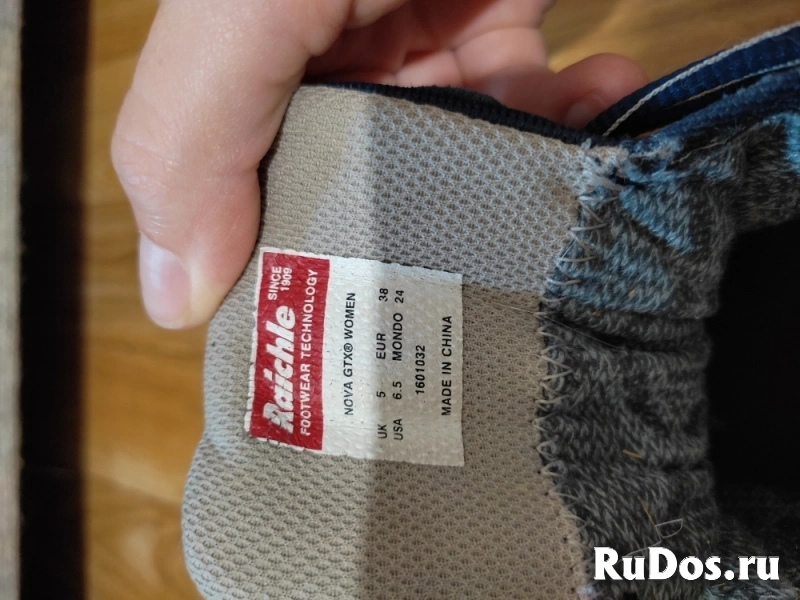 Raichle SINCE 1909
FOOTWEAR TECHNOLOGY
NOVA GTX® WOMEN
UK 5 EUR 38
USA 6.5 MONDO 24
1601032
MADE IN CHINA
RuDos.ru